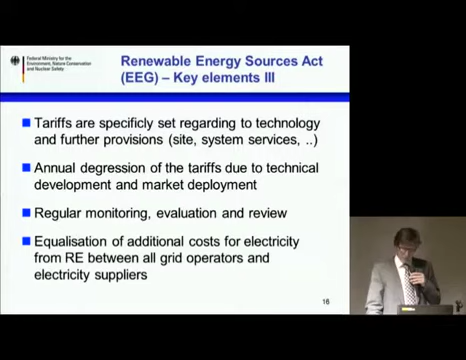 Federal Ministry for the
Environment, Nature Conservation
and Nuclear Safety
Renewable Energy Sources Act
(EEG) – Key elements III
Tariffs are specificly set regarding to technology
and further provisions (site, system services, ..)
Annual degression of the tariffs due to technical
development and market deployment
Regular monitoring, evaluation and review
Equalisation of additional costs for electricity
from RE between all grid operators and
electricity suppliers
16